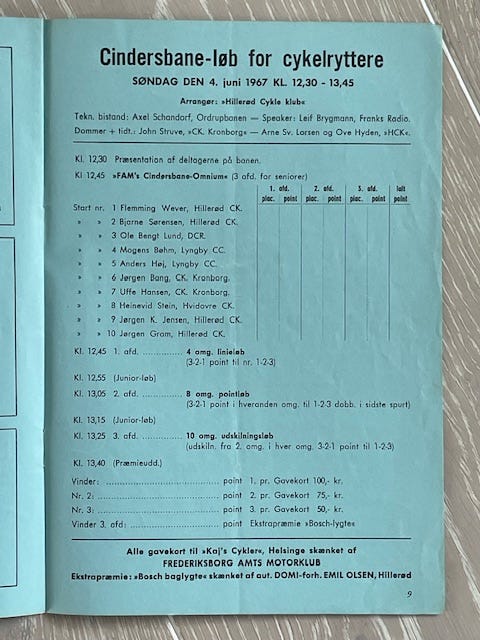 Cindersbane-løb for cykelryttere
SØNDAG DEN 4. juni 1967 KL. 12,30 - 13,45
Arrangør: »Hillerød Cykle klub«
Tekn. bistand: Axel Schandorf, Ordrupbanen — Speaker: Leif Brygmann, Franks Radio.
Dommer + tidt.: John Struve, »CK. Kronborg« — Arne Sv. Larsen og Ove Hyden, »HCK«.
Kl. 12,30 Præsentation af deltagerne på banen.
Kl. 12,45 »FAM's Cindersbane-Omnium« (3 afd. for seniorer)
1. afd. 2. afd. 3. afd. Ialt
plac. point plac. point plac. point point
Start nr. 1 Flemming Wever, Hillerød CK.
» » 2 Bjarne Sørensen, Hillerød CK.
» » 3 Ole Bengt Lund, DCR.
» » 4 Mogens Bøhm, Lyngby CC.
» » 5 Anders Høj, Lyngby CC.
» » 6 Jørgen Bang, CK. Kronborg.
» » 7 Uffe Hansen, CK. Kronborg.
» » 8 Heinevid Stein, Hvidovre CK.
» » 9 Jørgen K. Jensen, Hillerød CK.
» » 10 Jørgen Gram, Hillerød CK.
Kl. 12,45 1. afd. .............. 4 omg. linieløb
(3-2-1 point til nr. 1-2-3)
Kl. 12,55 (Junior-løb)
Kl. 13,05 2. afd. .............. 8 omg. pointløb
(3-2-1 point i hveranden omg. til 1-2-3 dobb. i sidste spurt)
Kl. 13,15 (Junior-løb)
Kl. 13,25 3. afd. .............. 10 omg. udskilningsløb
(udskiln. fra 2. omg. i hver omg. 3-2-1 point til 1-2-3)
Kl. 13,40 (Præmieudd.)
Vinder: .......................................... point 1. pr. Gavekort 100,- kr.
Nr. 2: .......................................... point 2. pr. Gavekort 75,- kr.
Nr. 3: .......................................... point 3. pr. Gavekort 50,- kr.
Vinder 3. afd: .............................. point Ekstrapræmie »Bosch-lygte«
Alle gavekort til »Kaj's Cykler«, Helsinge skænket af
FREDERIKSBORG AMTS MOTORKLUB
Ekstrapræmie: »Bosch baglygte« skænket af aut. DOMI-forh. EMIL OLSEN, Hillerød
9